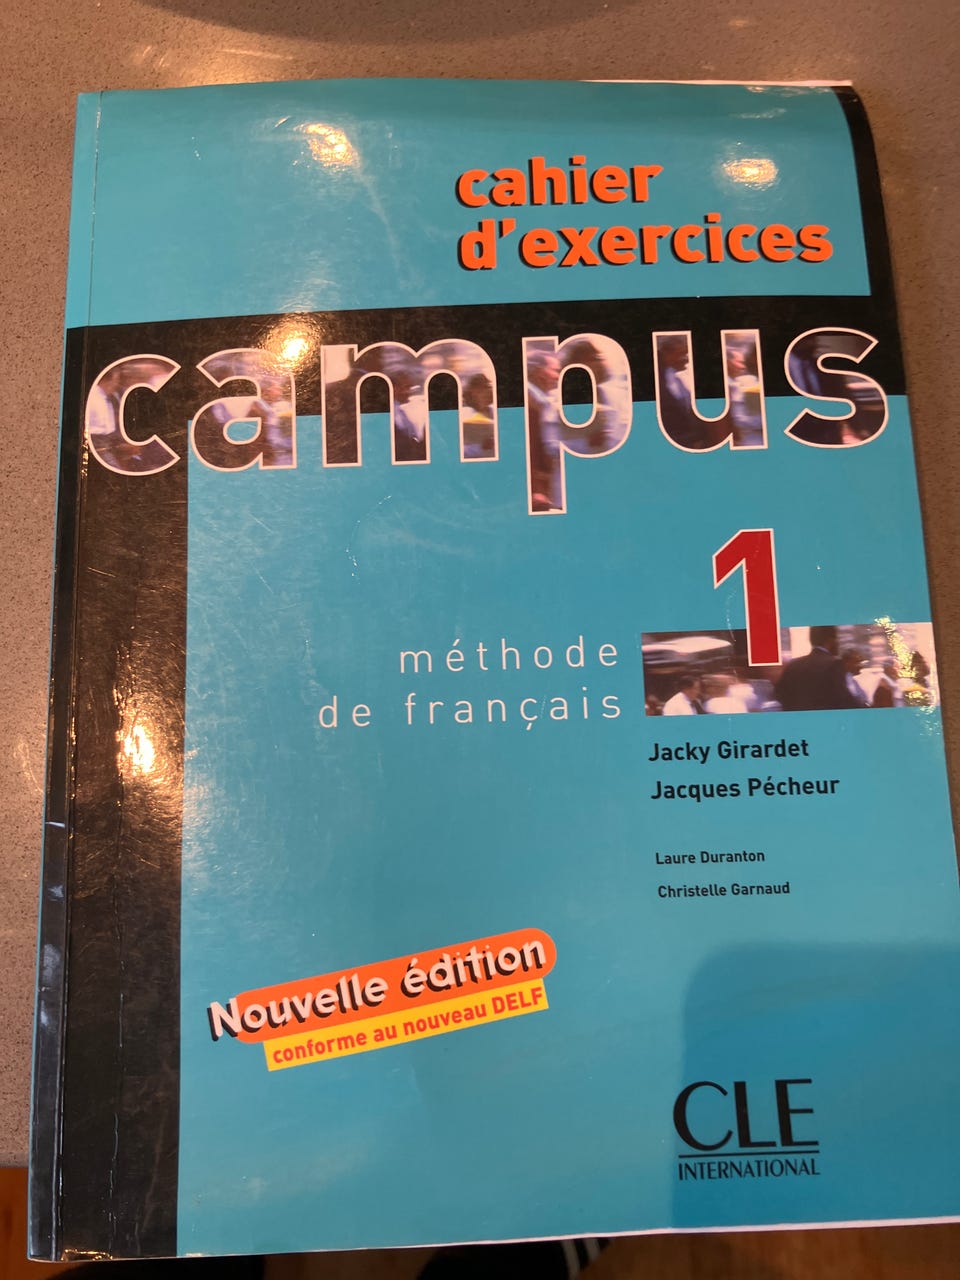 cahier
d'exercices
campus
1
méthode
de français
Jacky Girardet
Jacques Pécheur
Laure Duranton
Christelle Garnaud
Nouvelle édition
conforme au nouveau DELF
CLE
INTERNATIONAL